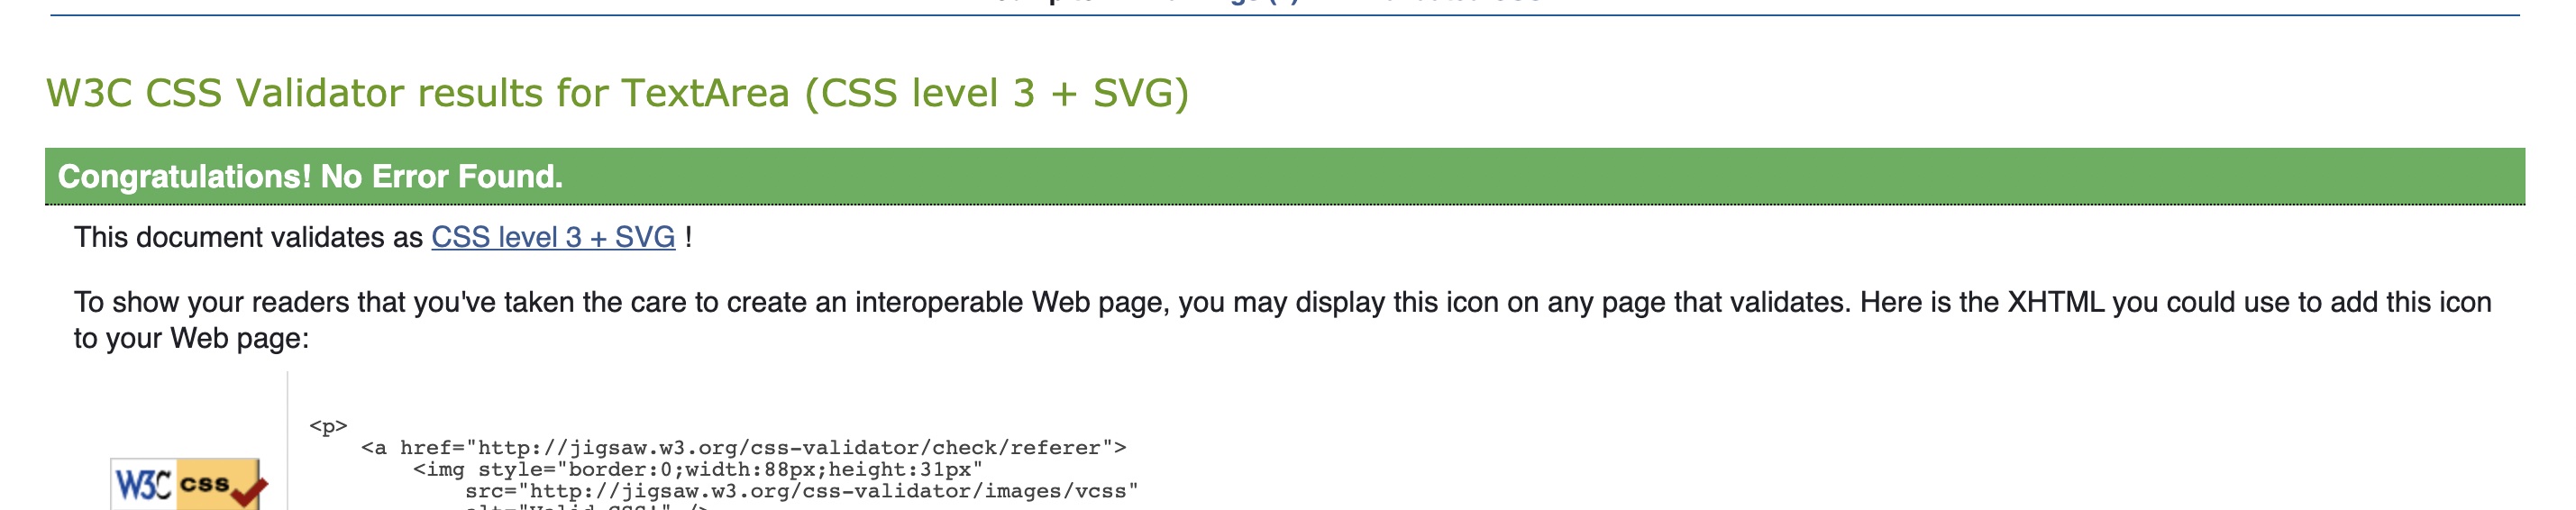 W3C CSS Validator results for TextArea (CSS level 3 + SVG)
Congratulations! No Error Found.
This document validates as CSS level 3 + SVG !
To show your readers that you've taken the care to create an interoperable Web page, you may display this icon on any page that validates. Here is the XHTML you could use to add this icon
to your Web page:
<p>
<a href="http://jigsaw.w3.org/css-validator/check/referer">
<img style="border:0;width:88px;height:31px"
W3C css
src="http://jigsaw.w3.org/css-validator/images/vcss"
alt="Valid CSS!" />